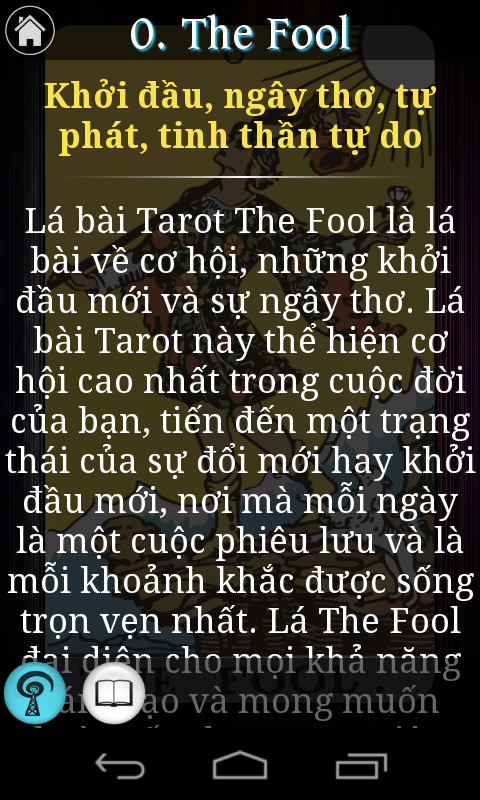 0. The Fool
Khởi đầu, ngây thơ, tự
phát, tinh thần tự do
Lá bài Tarot The Fool là lá
bài về cơ hội, những khởi
đầu mới và sự ngây thơ. Lá
bài Tarot này thể hiện cơ
hội cao nhất trong cuộc đời
của bạn, tiến đến một trạng
thái của sự đổi mới hay khởi
đầu mới, nơi mà mỗi ngày
là một cuộc phiêu lưu và là
mỗi khoảnh khắc được sống
trọn vẹn nhất. Lá The Fool
đại diện cho mọi khả năng
và mong muốn
THE FOOL.